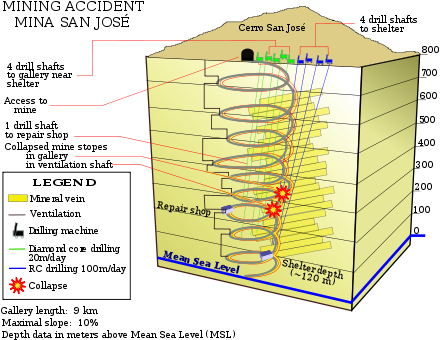 MINING ACCIDENT
MINA SAN JOSÉ
Cerro San José
4 drill shafts
to shelter
4 drill shafts
to gallery near
shelter
Access to
mine
1 drill shaft
to repair shop
Collapsed mine stopes
in gallery
in ventilation shaft
800
700
600
500
400
300
200
100
0
LEGEND
Mineral vein
Ventilation
Drilling machine
Diamond core drilling
20m/day
RC drilling 100m/day
Collapse
Repair shop
Mean Sea Level
Shelter depth
(~120 m)
Gallery length: 9 km
Maximal slope: 10%
Depth data in meters above Mean Sea Level (MSL)